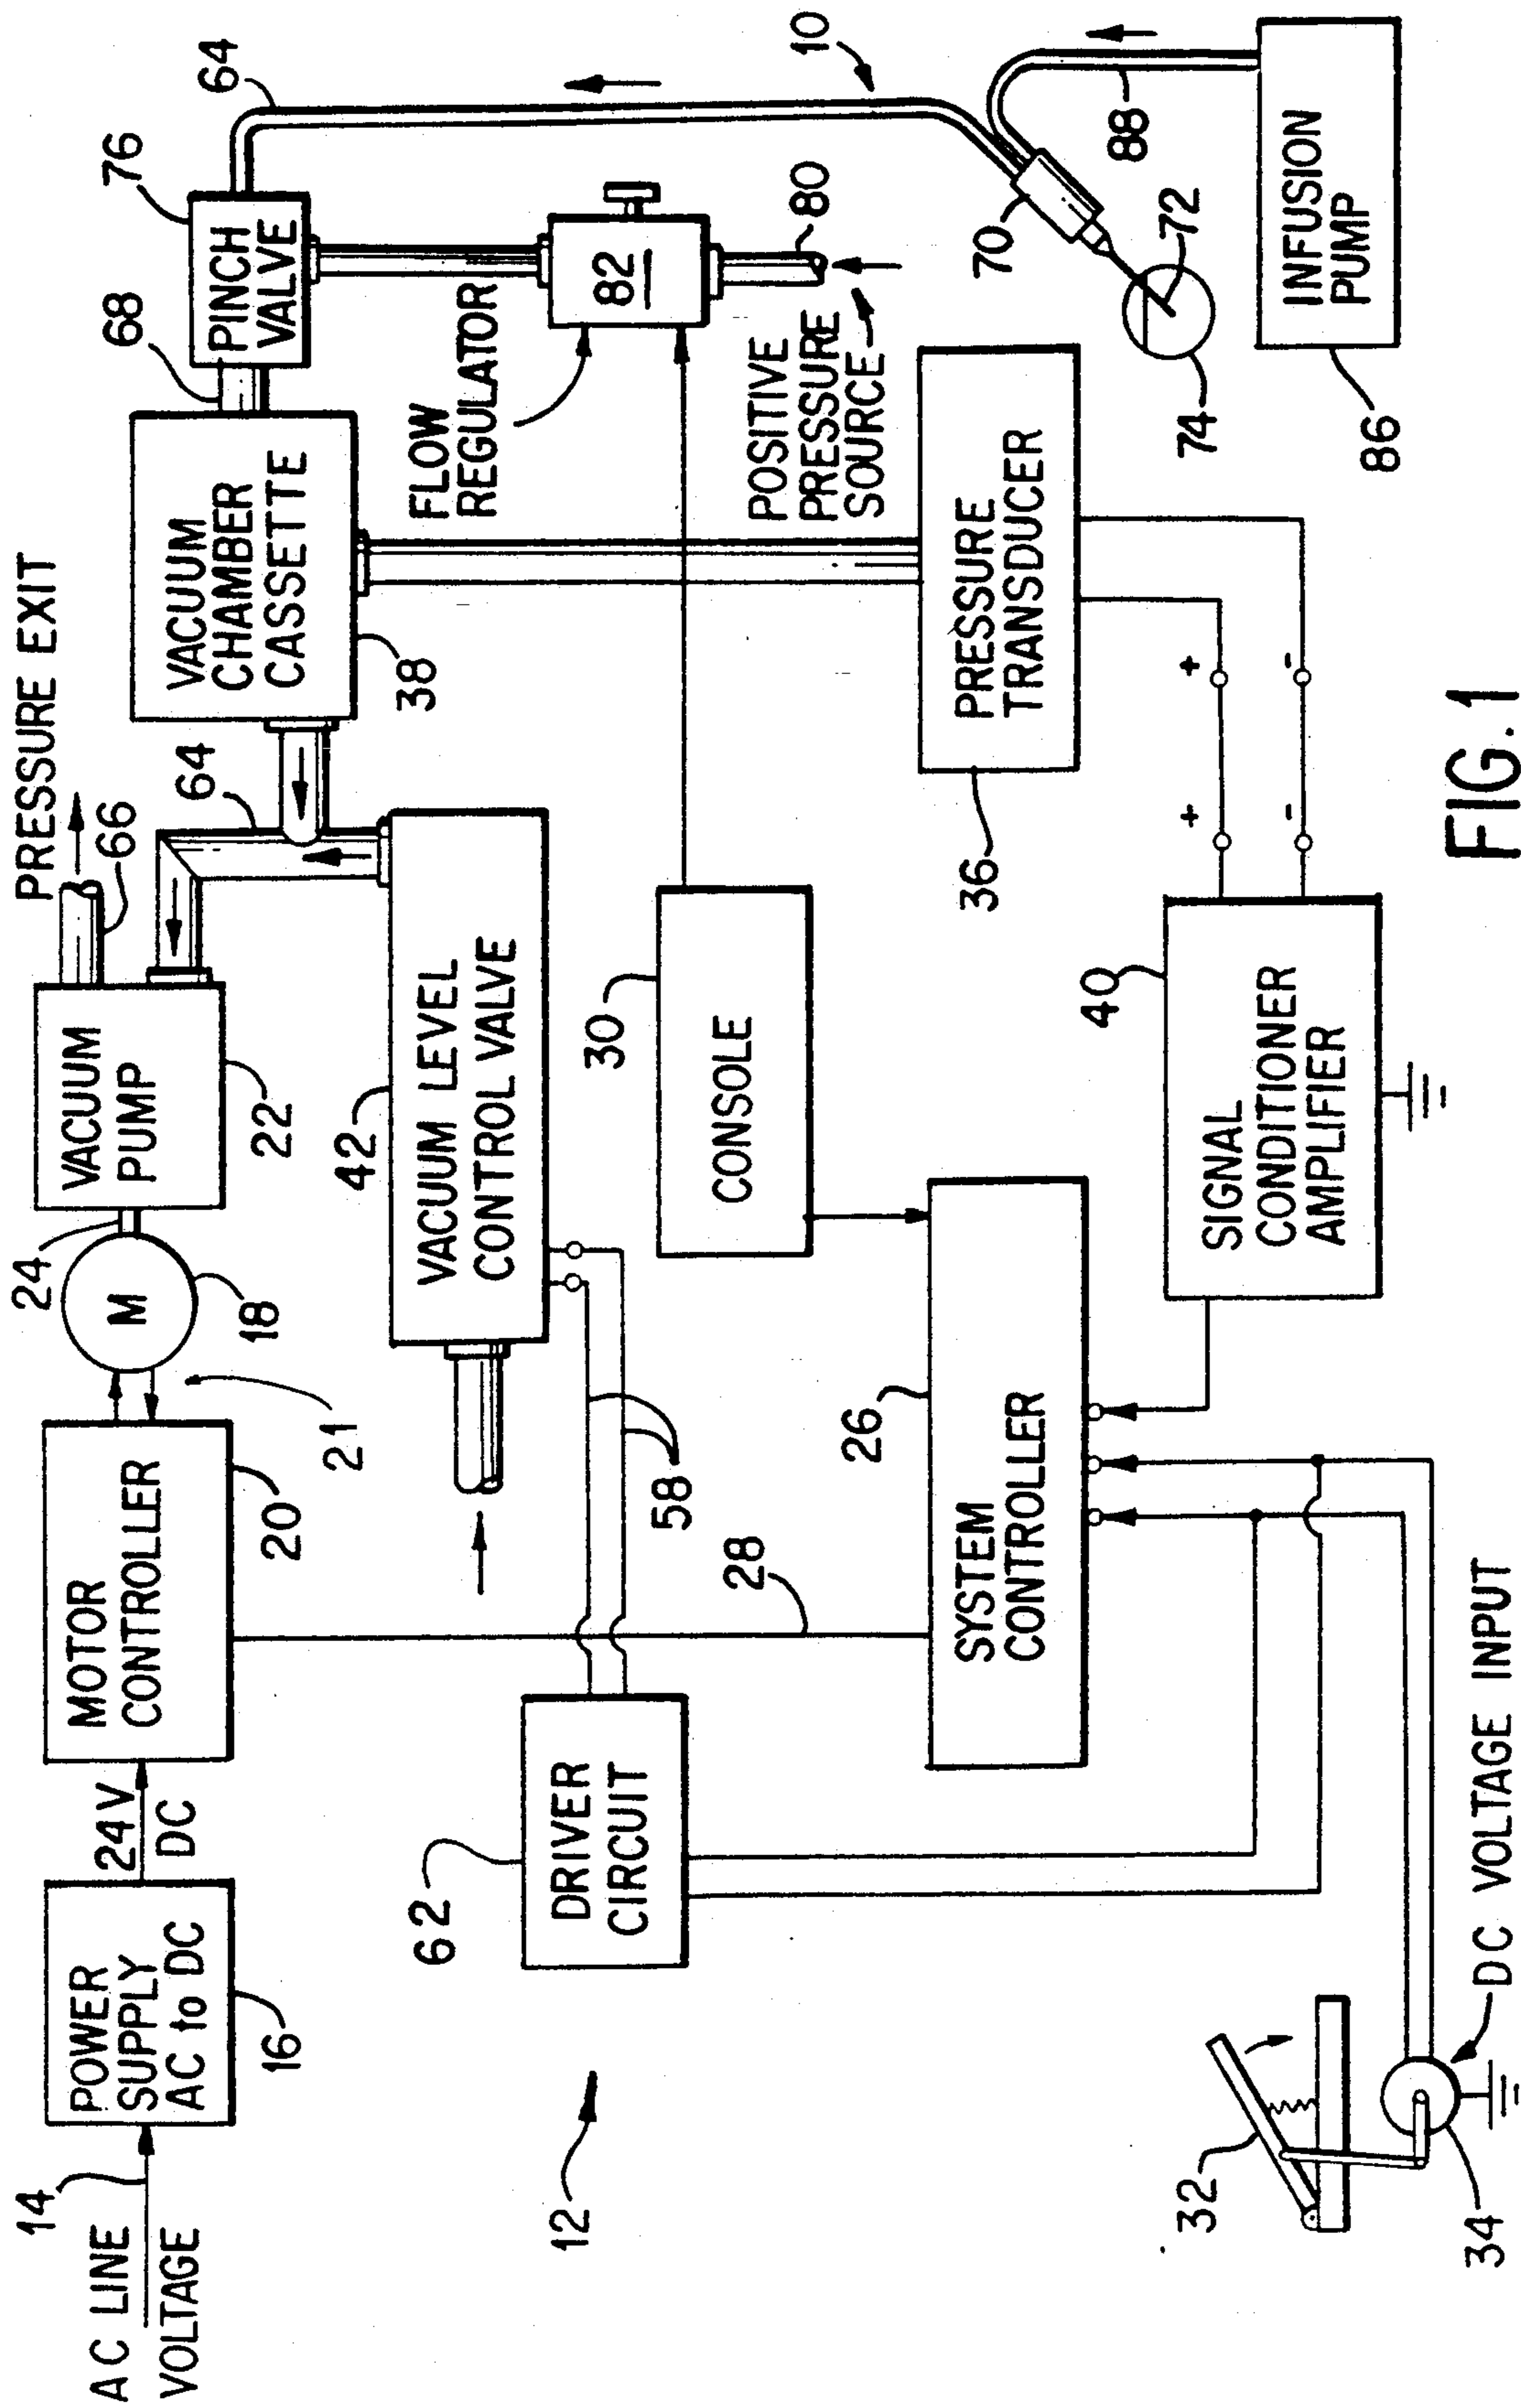 AC LINE
VOLTAGE
14
POWER
SUPPLY
AC to DC
16
24V
DC
MOTOR
CONTROLLER
20
21
M
18
24
VACUUM
PUMP
22
66
PRESSURE EXIT
64
VACUUM
CHAMBER
CASSETTE
38
68
PINCH
VALVE
76
64
12
62
DRIVER
CIRCUIT
58
42
VACUUM LEVEL
CONTROL VALVE
28
30
CONSOLE
FLOW
REGULATOR
82
POSITIVE
PRESSURE
SOURCE
80
10
26
SYSTEM
CONTROLLER
36
PRESSURE
TRANSDUCER
70
72
74
88
32
34
DC VOLTAGE INPUT
40
SIGNAL
CONDITIONER
AMPLIFIER
+
+
-
-
86
INFUSION
PUMP
FIG. 1